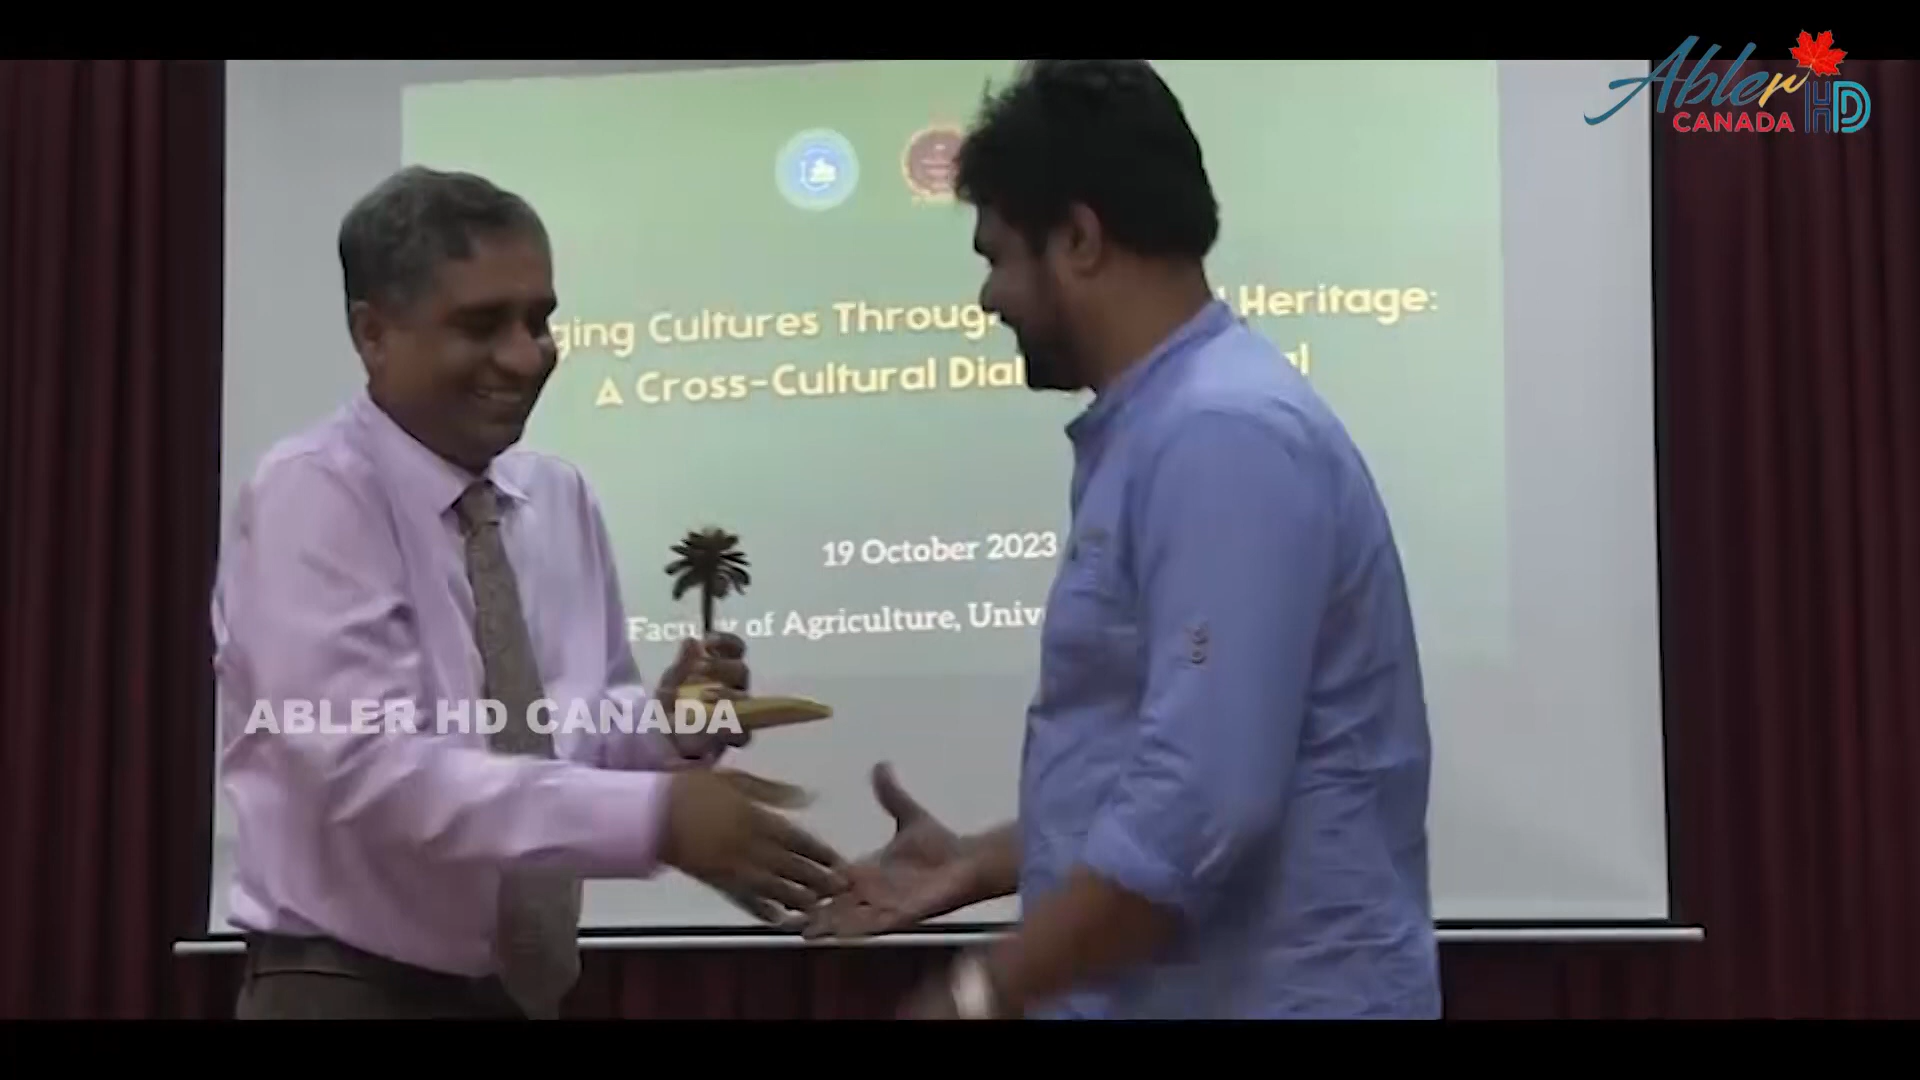 Abler HD
CANADA
ging Cultures Throug Heritage:
A Cross-Cultural Dial
19 October 2023
of Agriculture, Univ
ABLER HD CANADA